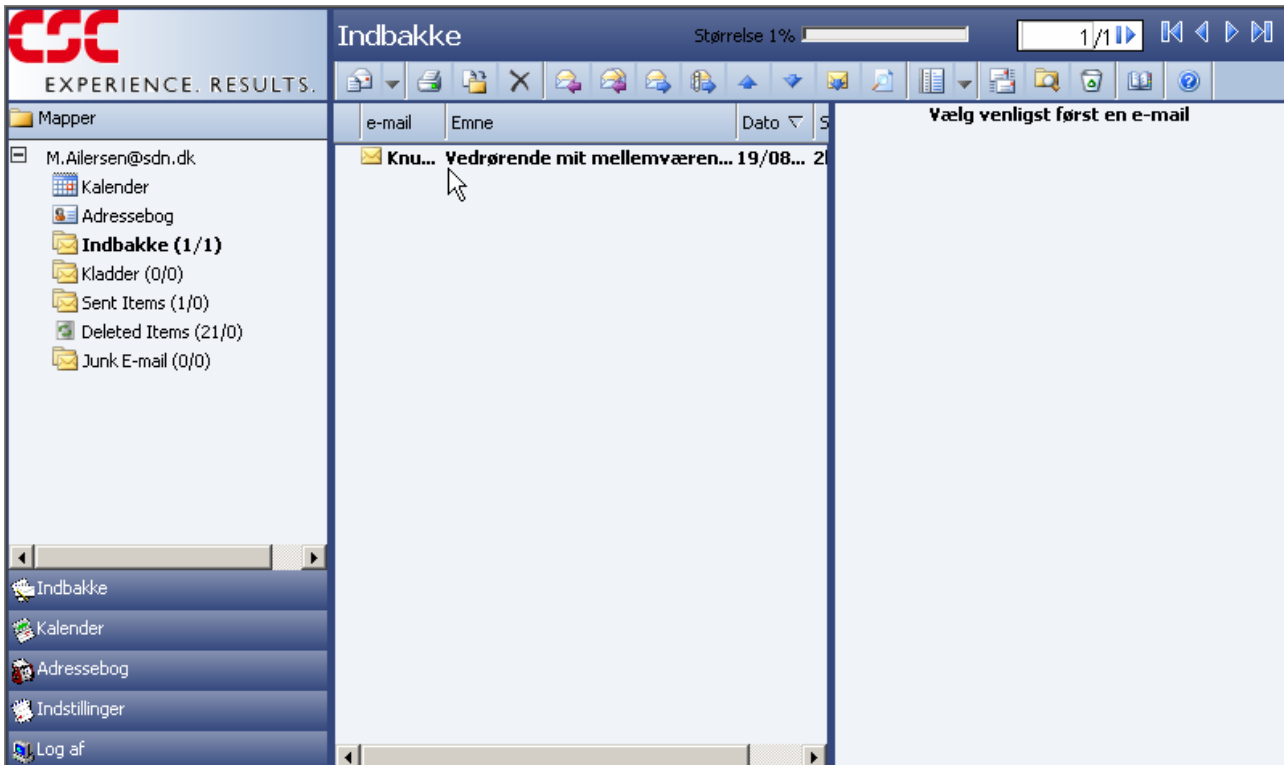 CSC
EXPERIENCE. RESULTS.
Indbakke
Størrelse 1%
1/1
Mapper
M.Ailersen@sdn.dk
Kalender
Adressebog
Indbakke (1/1)
Kladder (0/0)
Sent Items (1/0)
Deleted Items (21/0)
Junk E-mail (0/0)
Indbakke
Kalender
Adressebog
Indstillinger
Log af
e-mail Emne Dato S
Knu... Vedrørende mit mellemværen... 19/08... 2
Vælg venligst først en e-mail